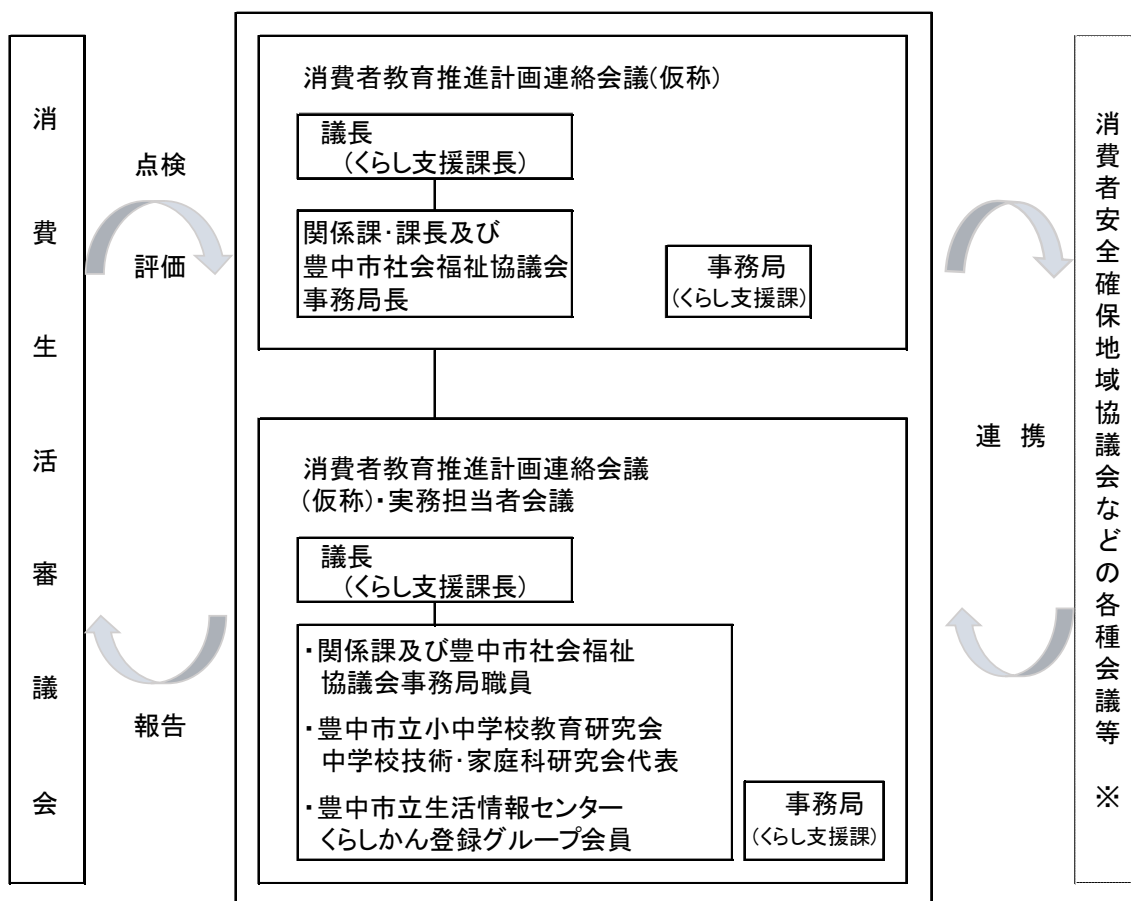 消費生活審議会
点検
評価
報告
消費者教育推進計画連絡会議(仮称)
議長
(くらし支援課長)
関係課・課長及び
豊中市社会福祉協議会
事務局長
事務局
(くらし支援課)
消費者教育推進計画連絡会議
(仮称)・実務担当者会議
議長
(くらし支援課長)
・関係課及び豊中市社会福祉
協議会事務局職員
・豊中市立小中学校教育研究会
中学校技術・家庭科研究会代表
・豊中市立生活情報センター
くらしかん登録グループ会員
事務局
(くらし支援課)
連 携
消費者安全確保地域協議会などの各種会議等 ※